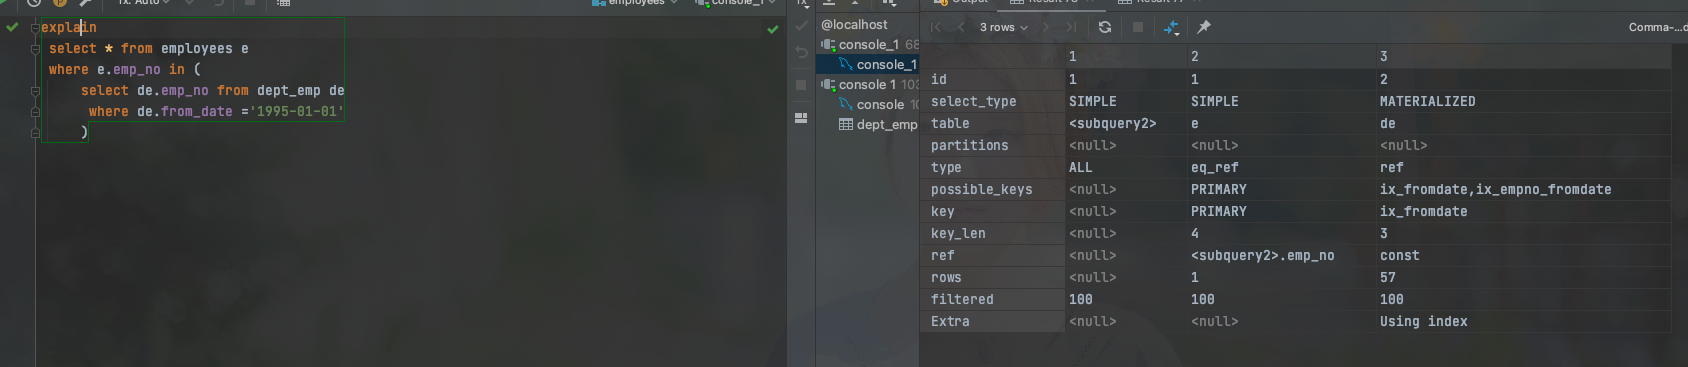 Tx: Auto
employees
console_1
explain
select * from employees e
where e.emp_no in (
select de.emp_no from dept_emp de
where de.from_date ='1995-01-01'
)
Tx
@localhost
console_1 68
console_1
console 1 103
console 10
dept_emp
Output
3 rows
Comma-...d
1 2 3
id 1 1 2
select_type SIMPLE SIMPLE MATERIALIZED
table <subquery2> e de
partitions <null> <null> <null>
type ALL eq_ref ref
possible_keys <null> PRIMARY ix_fromdate,ix_empno_fromdate
key <null> PRIMARY ix_fromdate
key_len <null> 4 3
ref <null> <subquery2>.emp_no const
rows <null> 1 57
filtered 100 100 100
Extra <null> <null> Using index